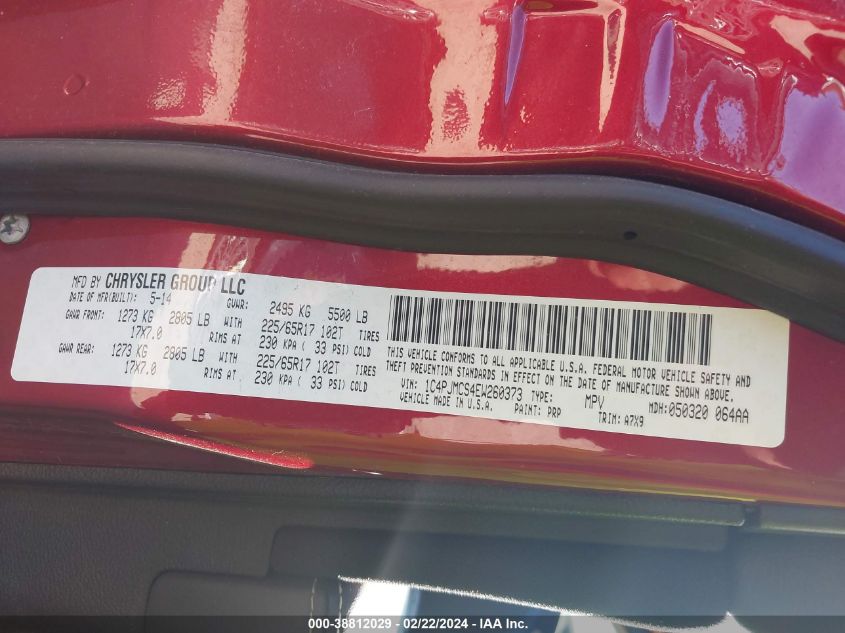 MFD BY CHRYSLER GROUP LLC
DATE OF MFR(BUILT): 5-14 GVWR: 2495 KG 5500 LB
GAWR FRONT: 1273 KG 2805 LB WITH 225/65R17 102T TIRES
17X7.0 RIMS AT 230 KPA ( 33 PSI) COLD
GAWR REAR: 1273 KG 2805 LB WITH 225/65R17 102T TIRES
17X7.0 RIMS AT 230 KPA ( 33 PSI) COLD
THIS VEHICLE CONFORMS TO ALL APPLICABLE U.S.A. FEDERAL MOTOR VEHICLE SAFETY AND
THEFT PREVENTION STANDARDS IN EFFECT ON THE DATE OF MANUFACTURE SHOWN ABOVE.
VIN: 1C4PJMCS4EW260373 TYPE: MPV MDH: 050320 064AA
VEHICLE MADE IN U.S.A. PAINT: PRP TRIM: A7X9
000-38812029 - 02/22/2024 - IAA, Inc.